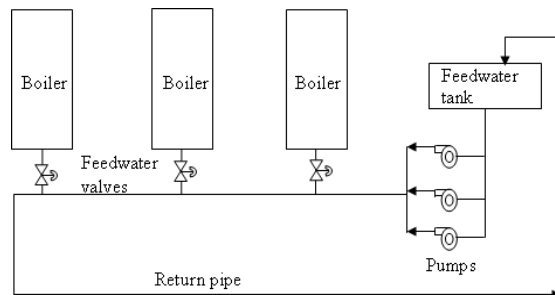 Boiler
Boiler
Boiler
Feedwater
tank
Feedwater
valves
Return pipe
Pumps